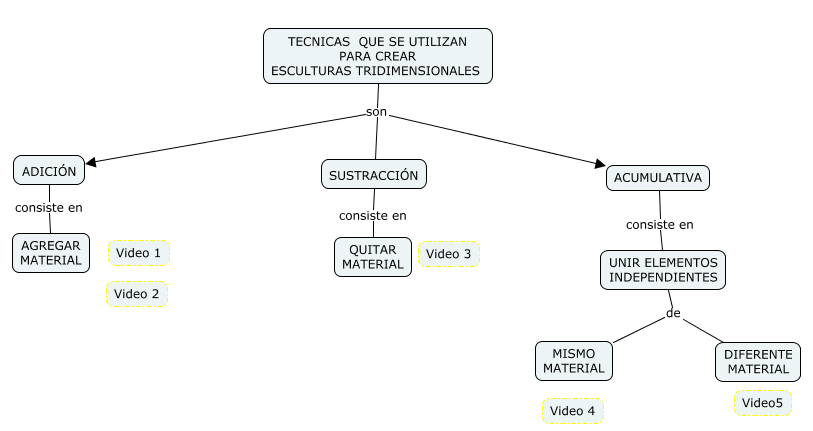 TECNICAS QUE SE UTILIZAN
PARA CREAR
ESCULTURAS TRIDIMENSIONALES
son
ADICIÓN
SUSTRACCIÓN
ACUMULATIVA
consiste en
consiste en
consiste en
AGREGAR
MATERIAL
Video 1
Video 2
QUITAR
MATERIAL
Video 3
UNIR ELEMENTOS
INDEPENDIENTES
de
MISMO
MATERIAL
DIFERENTE
MATERIAL
Video 4
Video5